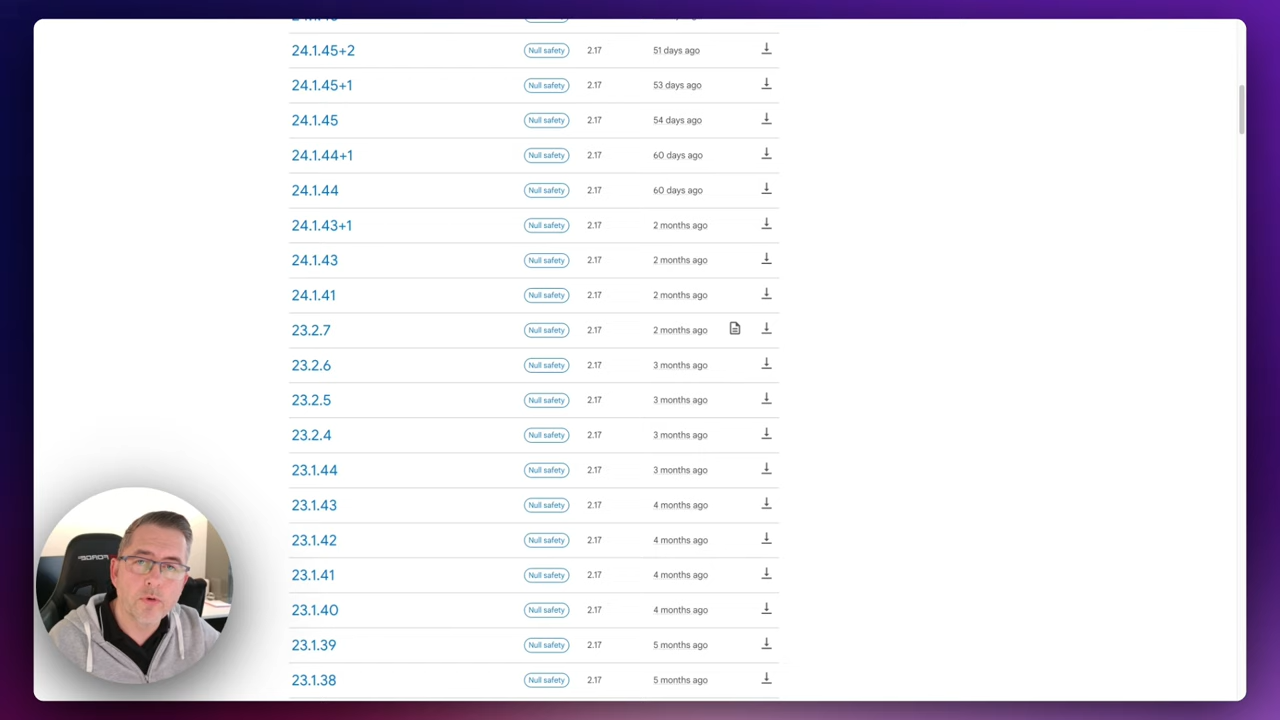 24.1.45+2 Null safety 2.17 51 days ago
24.1.45+1 Null safety 2.17 53 days ago
24.1.45 Null safety 2.17 54 days ago
24.1.44+1 Null safety 2.17 60 days ago
24.1.44 Null safety 2.17 60 days ago
24.1.43+1 Null safety 2.17 2 months ago
24.1.43 Null safety 2.17 2 months ago
24.1.41 Null safety 2.17 2 months ago
23.2.7 Null safety 2.17 2 months ago
23.2.6 Null safety 2.17 3 months ago
23.2.5 Null safety 2.17 3 months ago
23.2.4 Null safety 2.17 3 months ago
23.1.44 Null safety 2.17 3 months ago
23.1.43 Null safety 2.17 4 months ago
23.1.42 Null safety 2.17 4 months ago
23.1.41 Null safety 2.17 4 months ago
23.1.40 Null safety 2.17 4 months ago
23.1.39 Null safety 2.17 5 months ago
23.1.38 Null safety 2.17 5 months ago